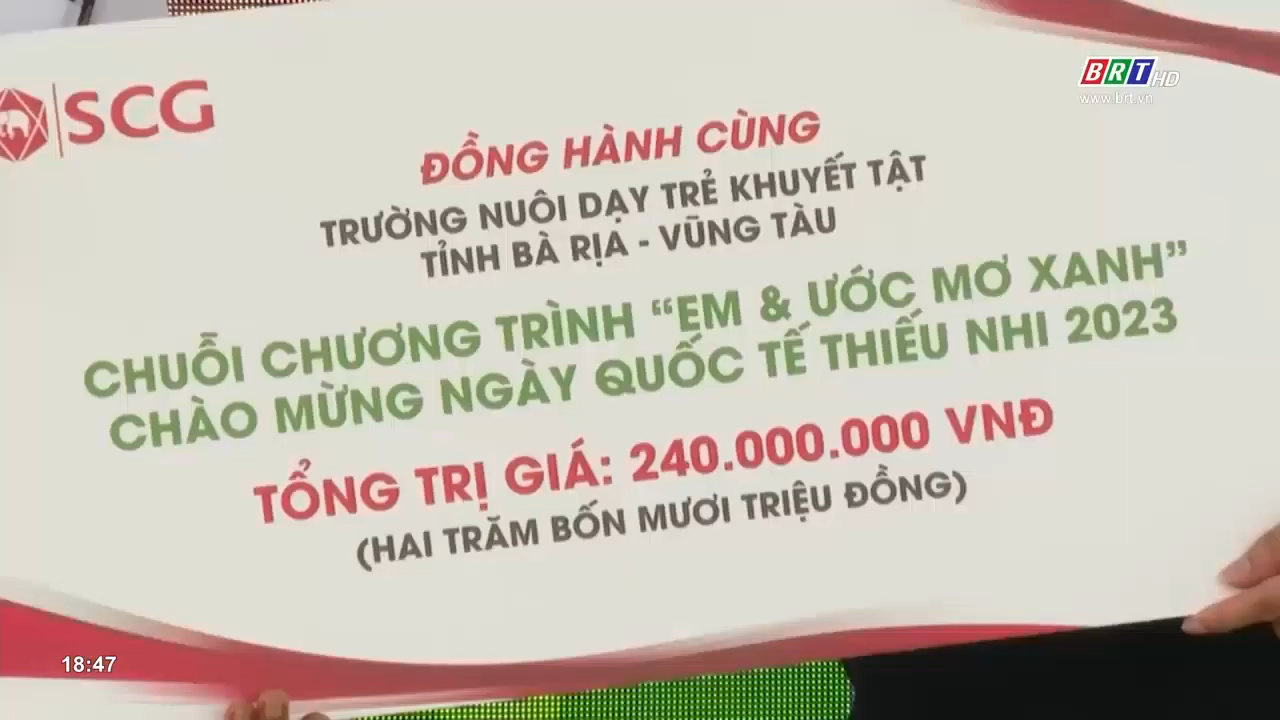 BRT HD
www.brt.vn
SCG
ĐỒNG HÀNH CÙNG
TRƯỜNG NUÔI DẠY TRẺ KHUYẾT TẬT
TỈNH BÀ RỊA - VŨNG TÀU
CHUỖI CHƯƠNG TRÌNH “EM & ƯỚC MƠ XANH”
CHÀO MỪNG NGÀY QUỐC TẾ THIẾU NHI 2023
TỔNG TRỊ GIÁ: 240.000.000 VNĐ
(HAI TRĂM BỐN MƯƠI TRIỆU ĐỒNG)
18:47